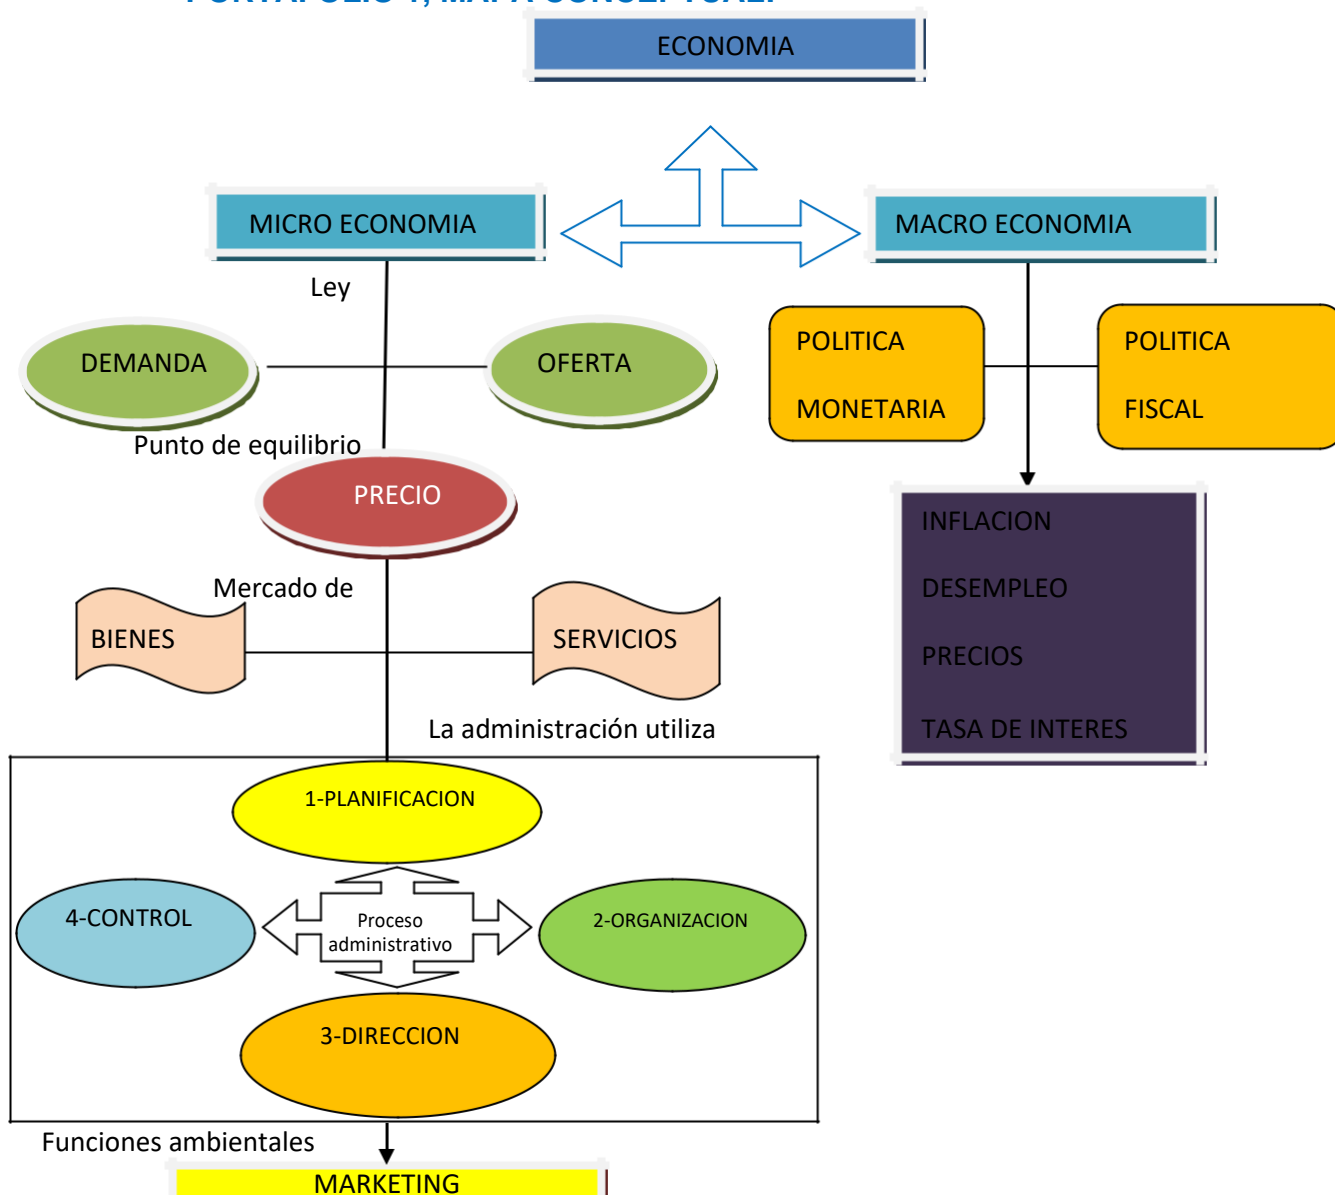 ECONOMIA
MICRO ECONOMIA
MACRO ECONOMIA
Ley
DEMANDA
OFERTA
POLITICA
MONETARIA
POLITICA
FISCAL
Punto de equilibrio
PRECIO
INFLACION
DESEMPLEO
PRECIOS
TASA DE INTERES
Mercado de
BIENES
SERVICIOS
La administración utiliza
1-PLANIFICACION
4-CONTROL
Proceso
administrativo
2-ORGANIZACION
3-DIRECCION
Funciones ambientales
MARKETING